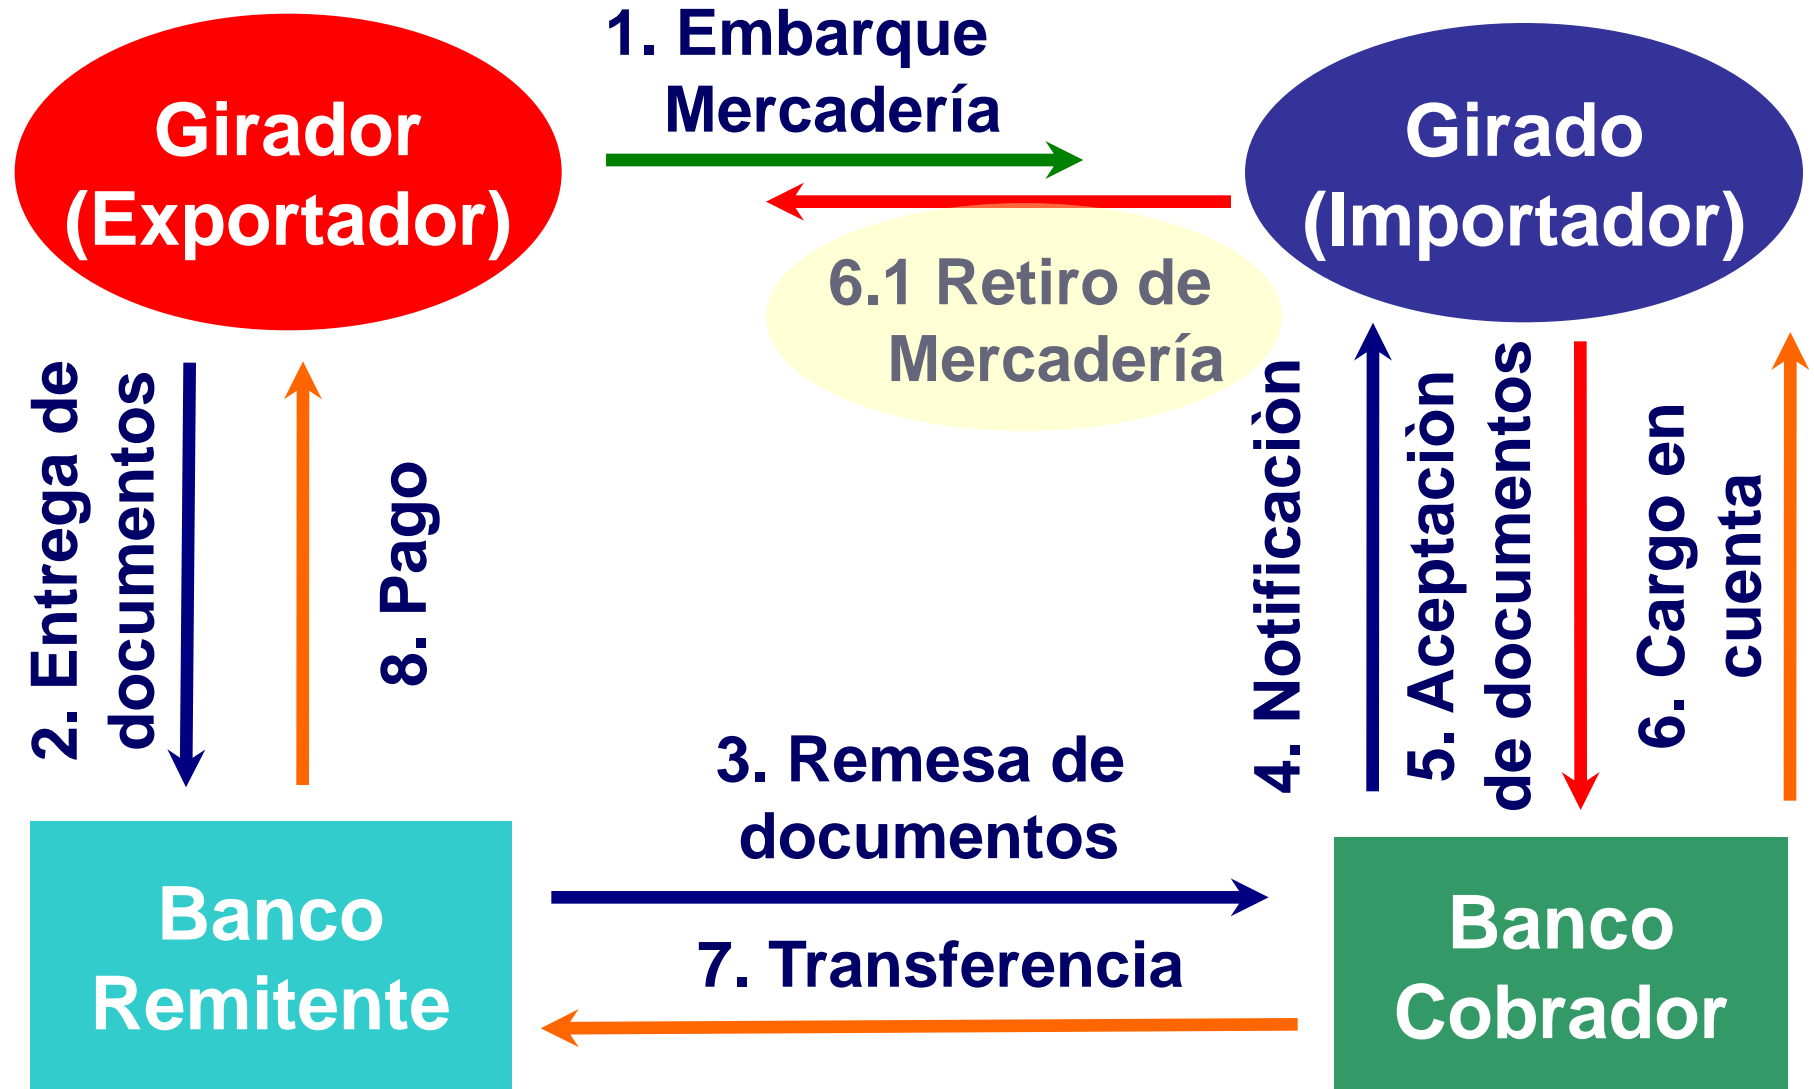 1. Embarque
Mercadería
Girador
(Exportador)
Girado
(Importador)
6.1 Retiro de
Mercadería
2. Entrega de
documentos
8. Pago
4. Notificaciòn
5. Aceptaciòn
de documentos
6. Cargo en
cuenta
3. Remesa de
documentos
7. Transferencia
Banco
Remitente
Banco
Cobrador